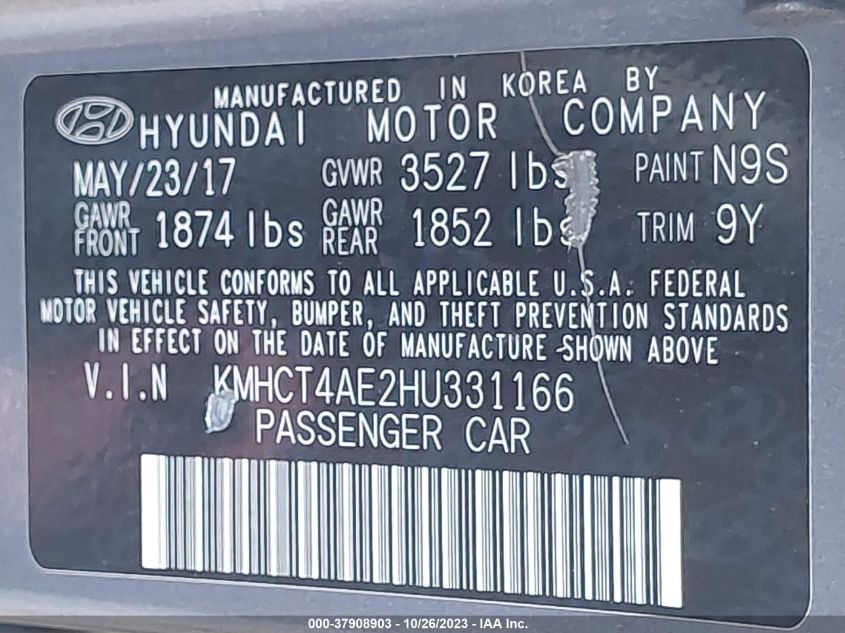 MANUFACTURED IN KOREA BY
HYUNDAI MOTOR COMPANY
MAY/23/17 GVWR 3527 lbs PAINT N9S
GAWR FRONT 1874 lbs GAWR REAR 1852 lbs TRIM 9Y
THIS VEHICLE CONFORMS TO ALL APPLICABLE U.S.A. FEDERAL
MOTOR VEHICLE SAFETY, BUMPER, AND THEFT PREVENTION STANDARDS
IN EFFECT ON THE DATE OF MANUFACTURE SHOWN ABOVE
V.I.N KMHCT4AE2HU331166
PASSENGER CAR
000-37908903 - 10/26/2023 - IAA Inc.